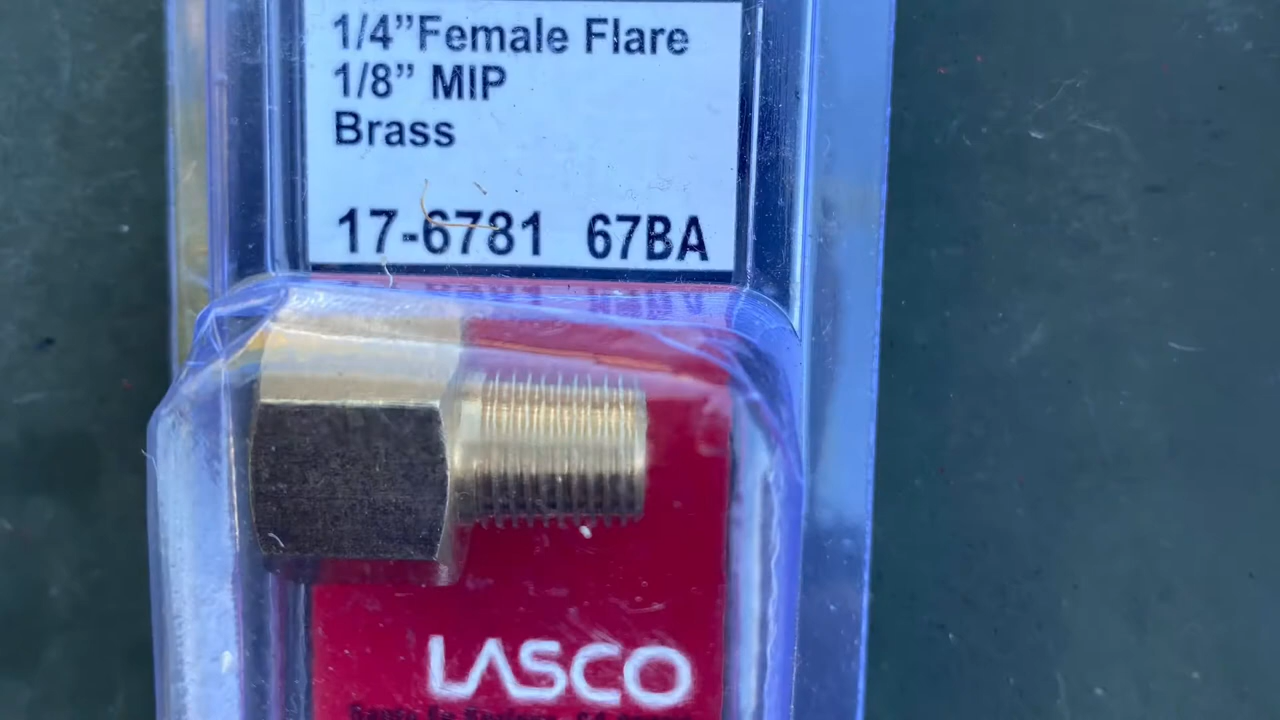 1/4”Female Flare
1/8” MIP
Brass
17-6781 67BA
LASCO